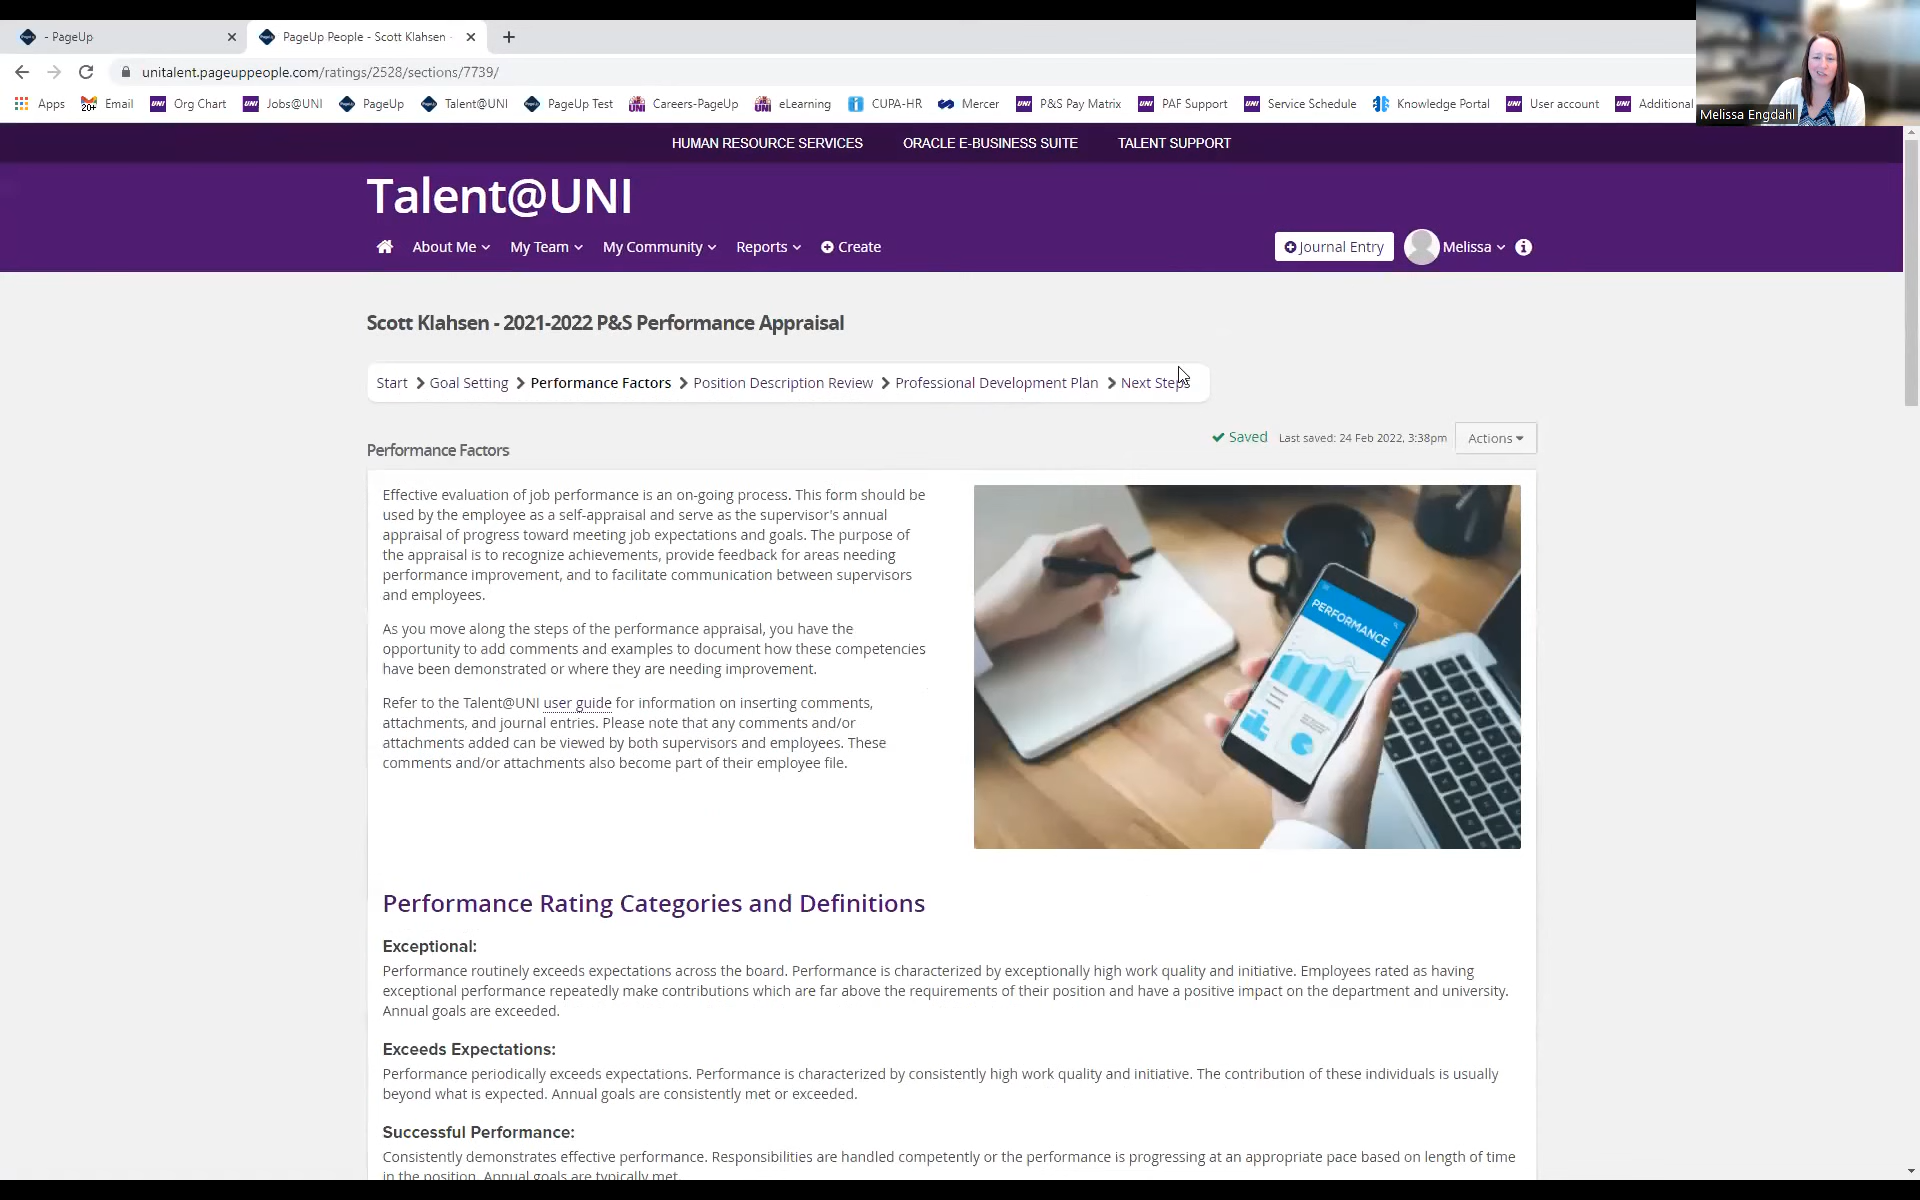 - PageUp
PageUp People - Scott Klahsen -
unitalent.pageuppeople.com/ratings/2528/sections/7739/
Apps
Email
Org Chart
Jobs@UNI
PageUp
Talent@UNI
PageUp Test
Careers-PageUp
eLearning
CUPA-HR
Mercer
P&S Pay Matrix
PAF Support
Service Schedule
Knowledge Portal
User account
Additional
Melissa Engdahl
HUMAN RESOURCE SERVICES
ORACLE E-BUSINESS SUITE
TALENT SUPPORT
Talent@UNI
About Me
My Team
My Community
Reports
Create
Journal Entry
Melissa
Scott Klahsen - 2021-2022 P&S Performance Appraisal
Start > Goal Setting > Performance Factors > Position Description Review > Professional Development Plan > Next Steps
Saved
Last saved: 24 Feb 2022, 3:38pm
Actions
Performance Factors
Effective evaluation of job performance is an on-going process. This form should be
used by the employee as a self-appraisal and serve as the supervisor's annual
appraisal of progress toward meeting job expectations and goals. The purpose of
the appraisal is to recognize achievements, provide feedback for areas needing
performance improvement, and to facilitate communication between supervisors
and employees.
As you move along the steps of the performance appraisal, you have the
opportunity to add comments and examples to document how these competencies
have been demonstrated or where they are needing improvement.
Refer to the Talent@UNI user guide for information on inserting comments,
attachments, and journal entries. Please note that any comments and/or
attachments added can be viewed by both supervisors and employees. These
comments and/or attachments also become part of their employee file.
PERFORMANCE
Performance Rating Categories and Definitions
Exceptional:
Performance routinely exceeds expectations across the board. Performance is characterized by exceptionally high work quality and initiative. Employees rated as having
exceptional performance repeatedly make contributions which are far above the requirements of their position and have a positive impact on the department and university.
Annual goals are exceeded.
Exceeds Expectations:
Performance periodically exceeds expectations. Performance is characterized by consistently high work quality and initiative. The contribution of these individuals is usually
beyond what is expected. Annual goals are consistently met or exceeded.
Successful Performance:
Consistently demonstrates effective performance. Responsibilities are handled competently or the performance is progressing at an appropriate pace based on length of time
in the position. Annual goals are typically met.